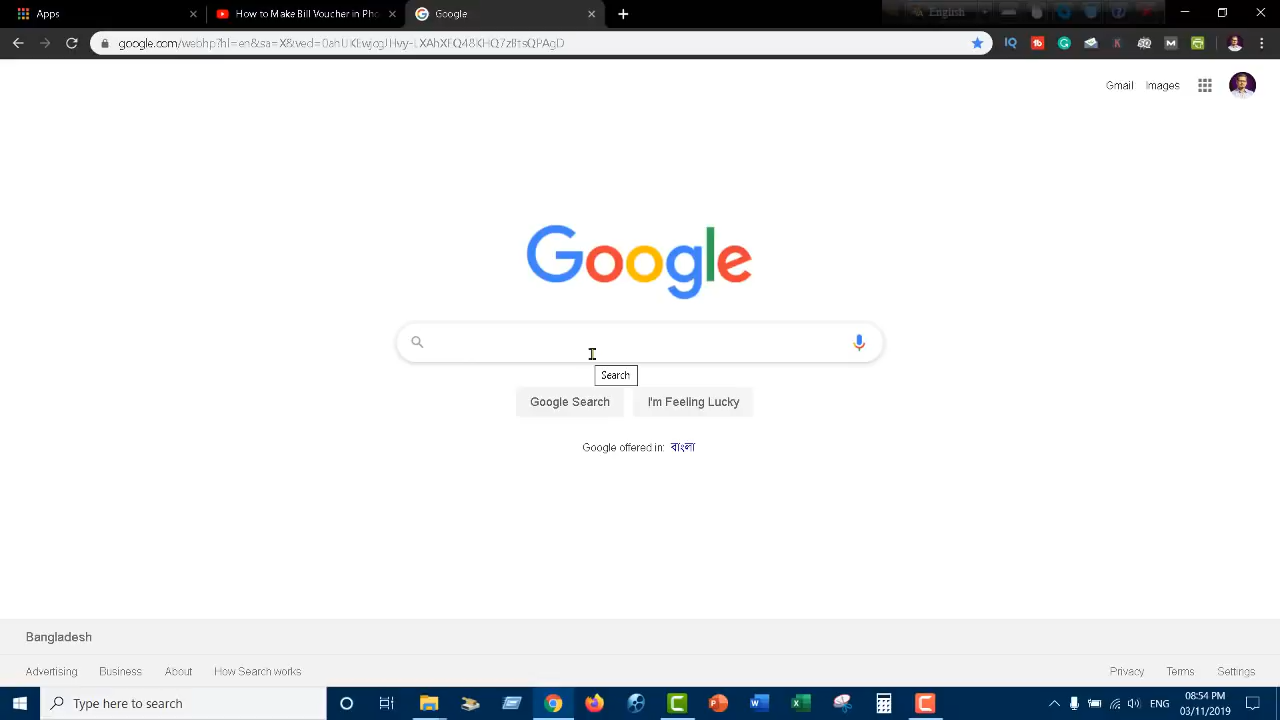 Apps
How to Make Bill Voucher in Pho
Google
English
Gmail Images
Google
Search
Google Search I'm Feeling Lucky
Google offered in: বাংলা
Bangladesh
Advertising Business About How Search works
Privacy Terms Settings
Type here to search
ENG
08:54 PM
03/11/2019